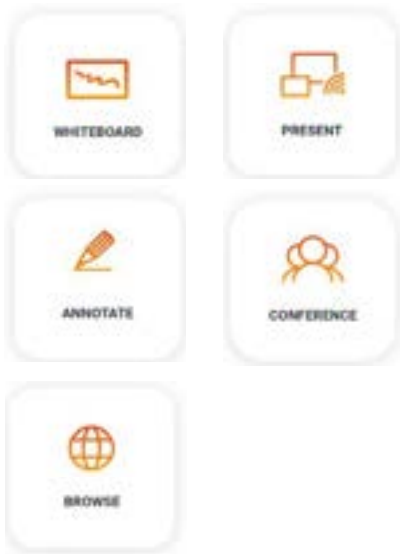 WHITEBOARD
PRESENT
ANNOTATE
CONFERENCE
BROWSE